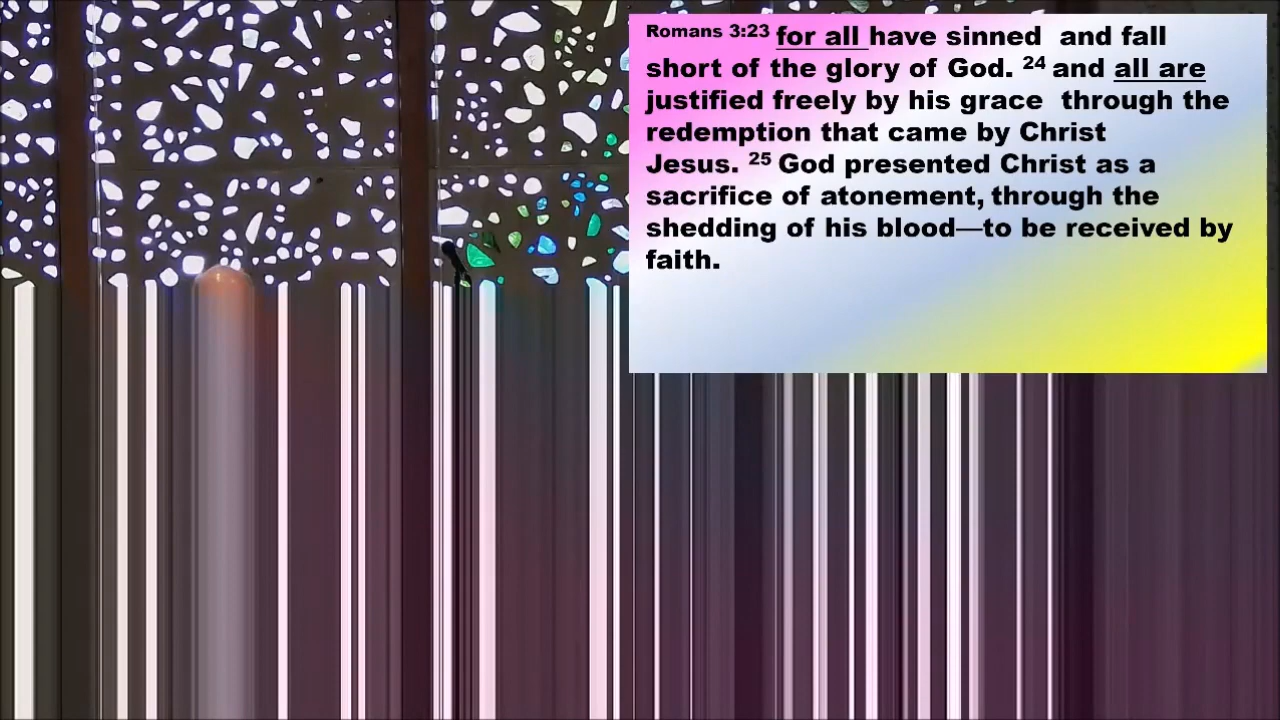 Romans 3:23 for all have sinned  and fall
short of the glory of God. 24 and all are
justified freely by his grace  through the
redemption that came by Christ
Jesus. 25 God presented Christ as a
sacrifice of atonement, through the
shedding of his blood—to be received by
faith.